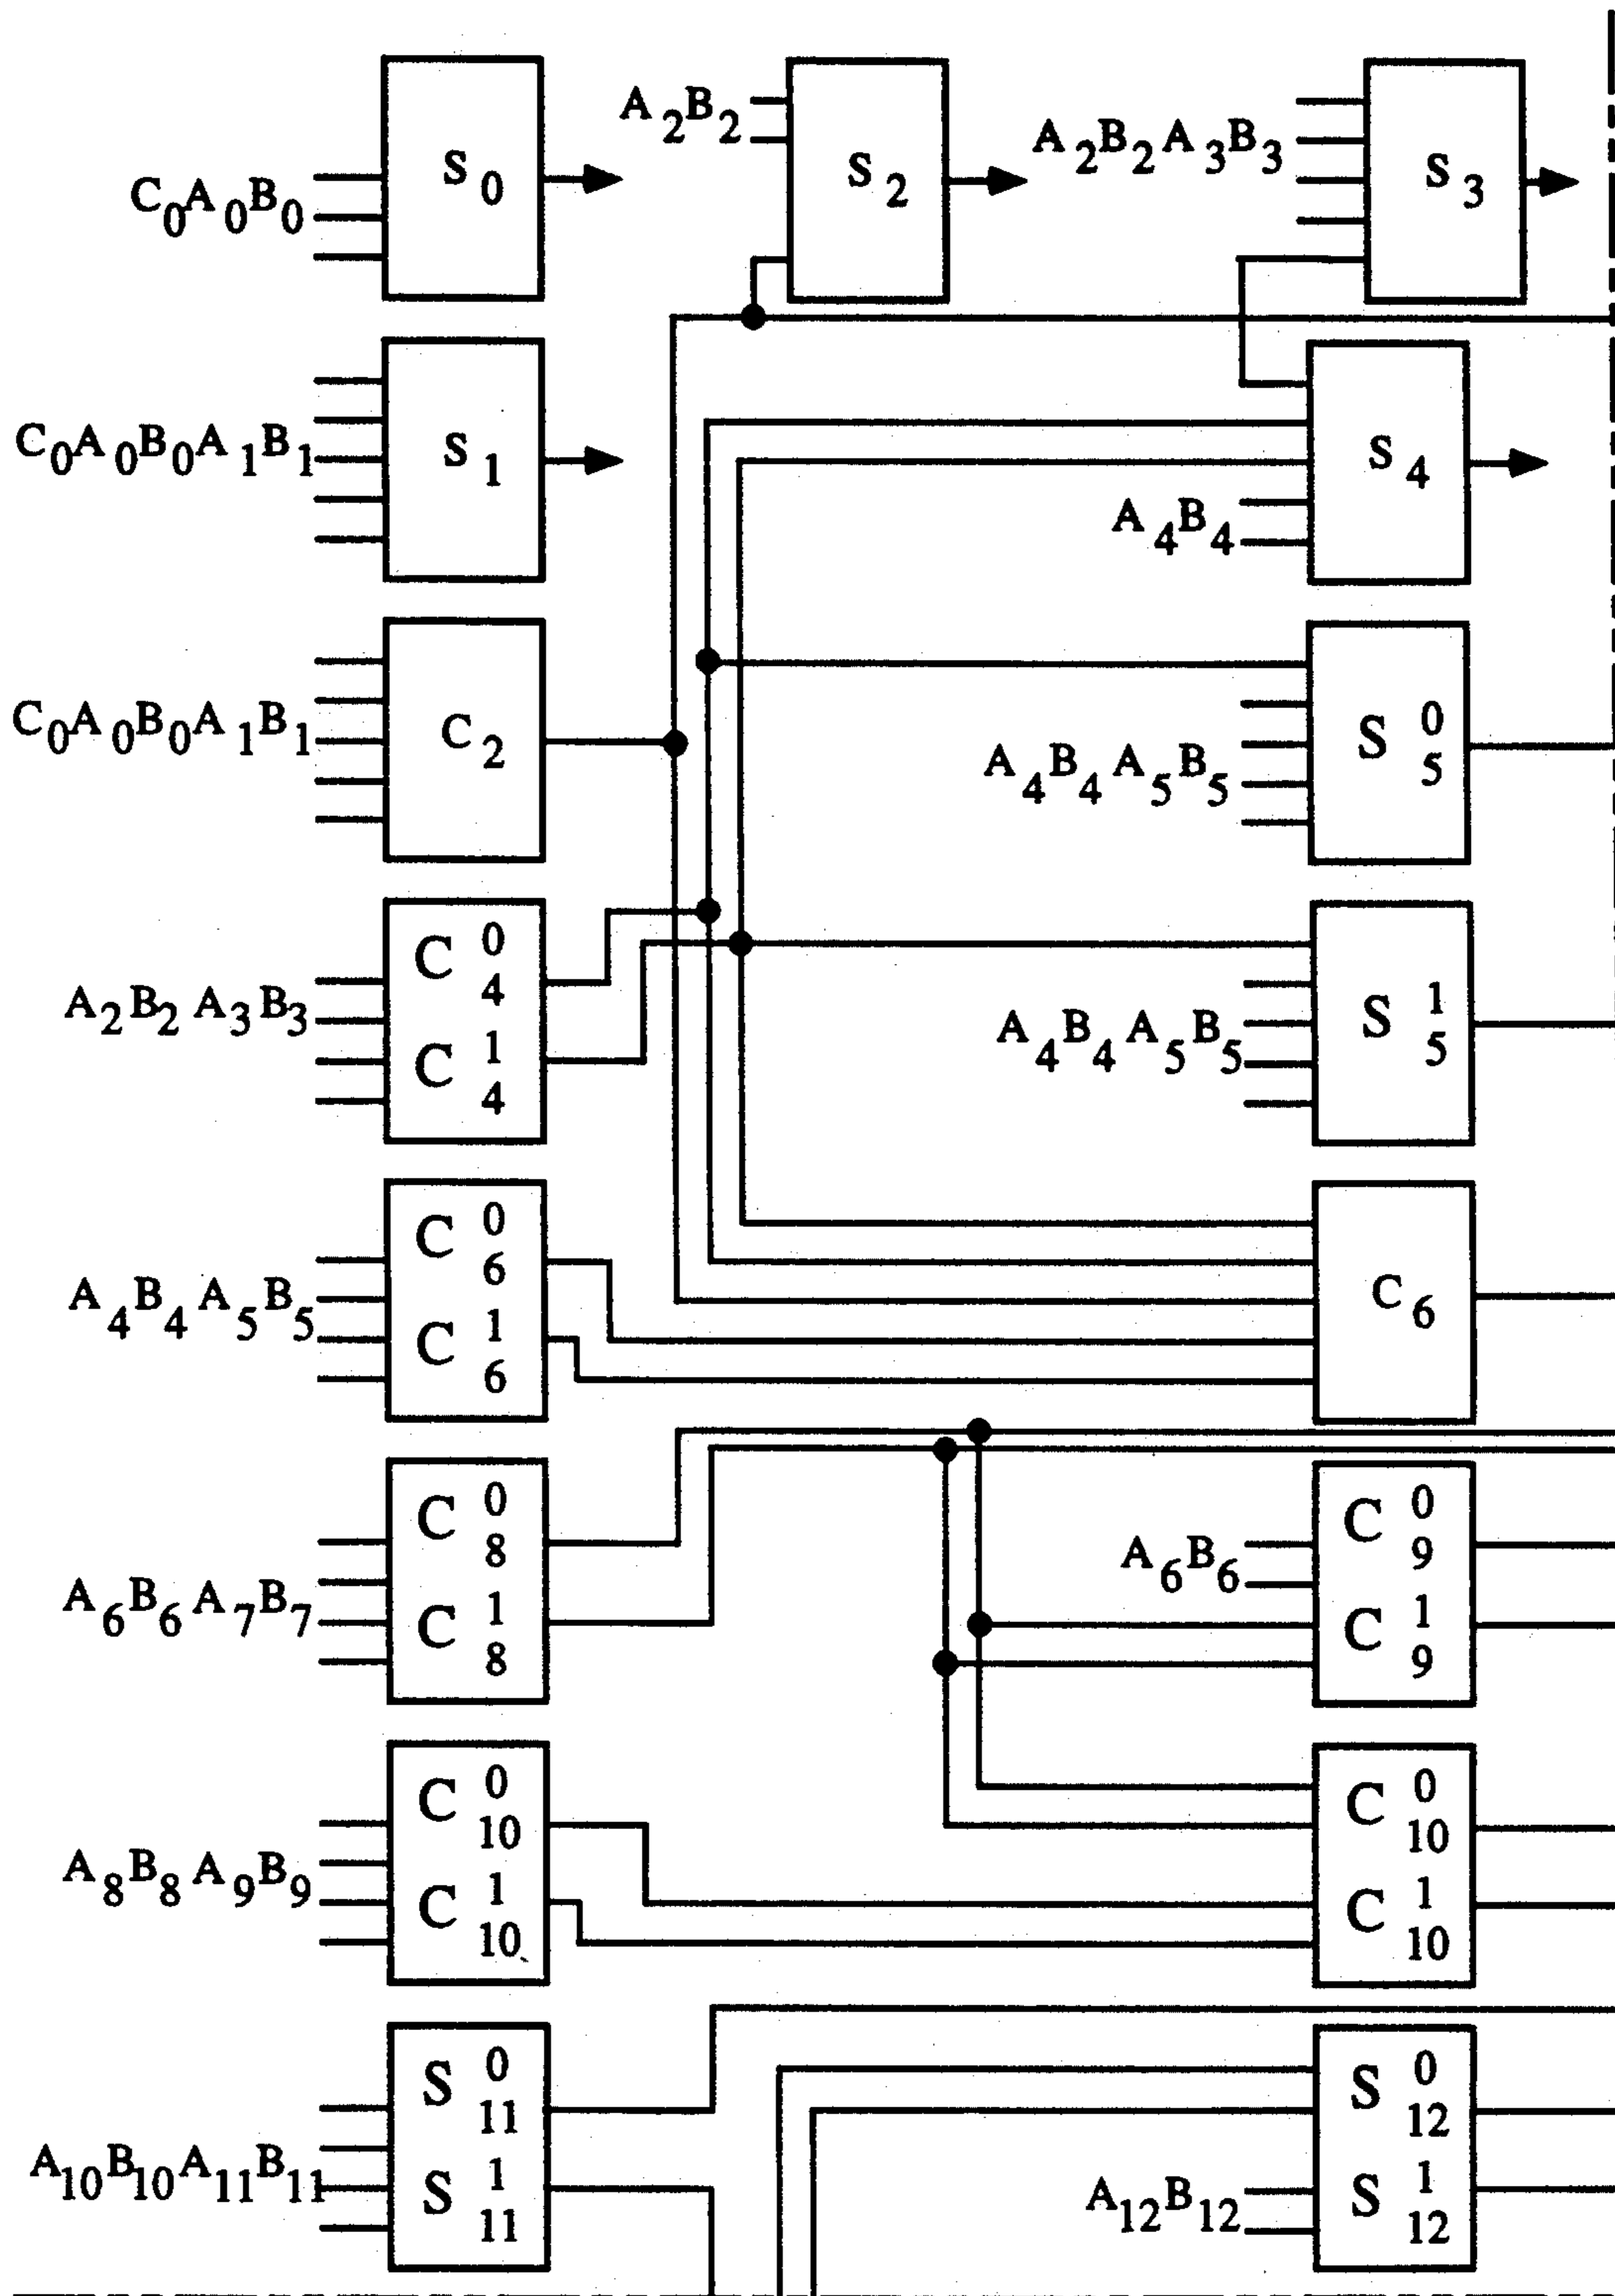 S0
A2B2
S2
A2B2A3B3
S3
C0A0B0
C0A0B0A1B1
S1
S4
A4B4
C0A0B0A1B1
C2
A4B4A5B5
S 0 5
A2B2A3B3
C 0 4
C 1 4
A4B4A5B5
S 1 5
A4B4A5B5
C 0 6
C 1 6
C6
A6B6A7B7
C 0 8
C 1 8
A6B6
C 0 9
C 1 9
A8B8A9B9
C 0 10
C 1 10
C 0 10
C 1 10
A10B10A11B11
S 0 11
S 1 11
A12B12
S 0 12
S 1 12